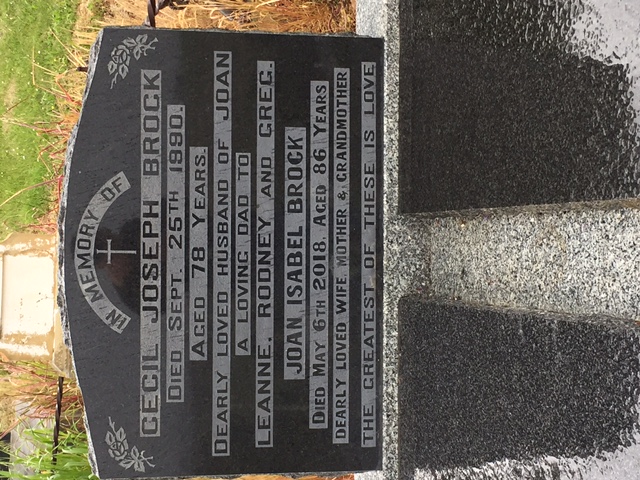 IN MEMORY OF
CECIL JOSEPH BROCK
DIED SEPT. 25TH 1990.
AGED 78 YEARS.
DEARLY LOVED HUSBAND OF JOAN
A LOVING DAD TO
LEANNE, RODNEY AND GREG.
JOAN ISABEL BROCK
DIED MAY 6TH 2018. AGED 86 YEARS
DEARLY LOVED WIFE, MOTHER & GRANDMOTHER
THE GREATEST OF THESE IS LOVE